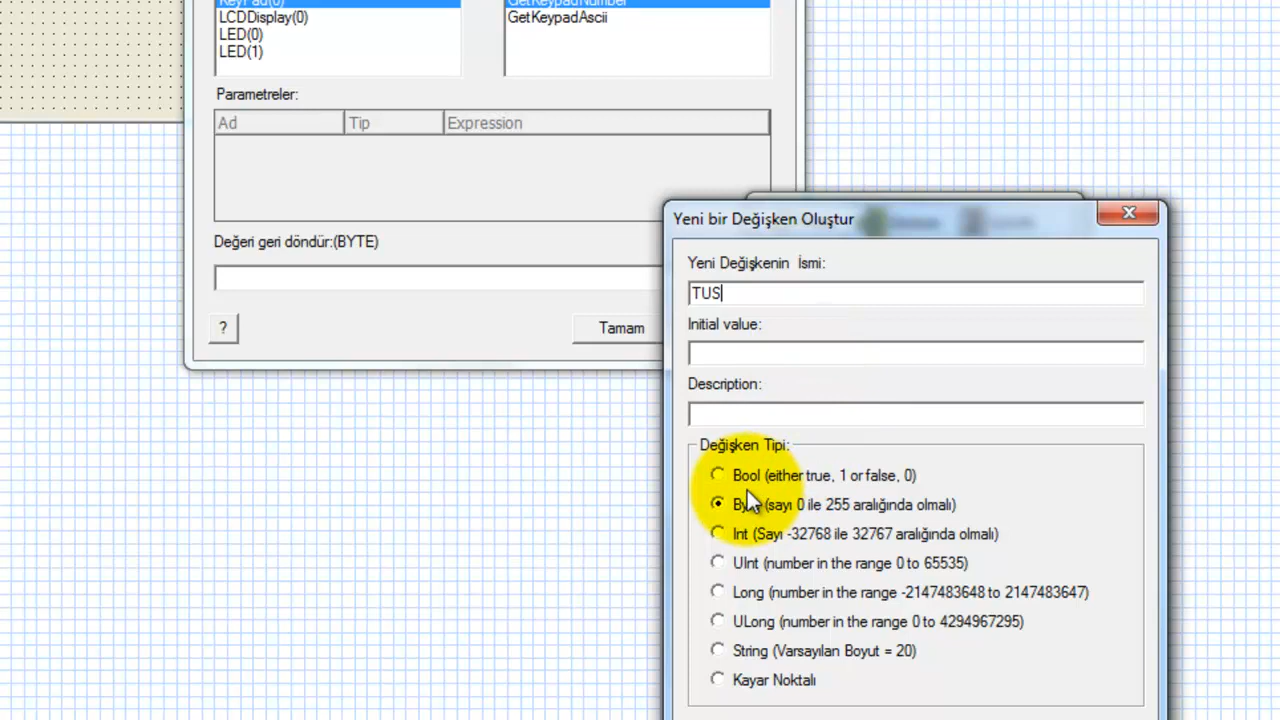 KeyPad(0)
GetKeypadNumber
LCDDisplay(0)
GetKeypadAscii
LED(0)
LED(1)
Parametreler:
Ad
Tip
Expression
Değeri geri döndür:(BYTE)
?
Tamam
Yeni bir Değişken Oluştur
Yeni Değişkenin İsmi:
TUS
Initial value:
Description:
Değişken Tipi:
Bool (either true, 1 or false, 0)
Byte (sayı 0 ile 255 aralığında olmalı)
Int (Sayı -32768 ile 32767 aralığında olmalı)
UInt (number in the range 0 to 65535)
Long (number in the range -2147483648 to 2147483647)
ULong (number in the range 0 to 4294967295)
String (Varsayılan Boyut = 20)
Kayar Noktalı